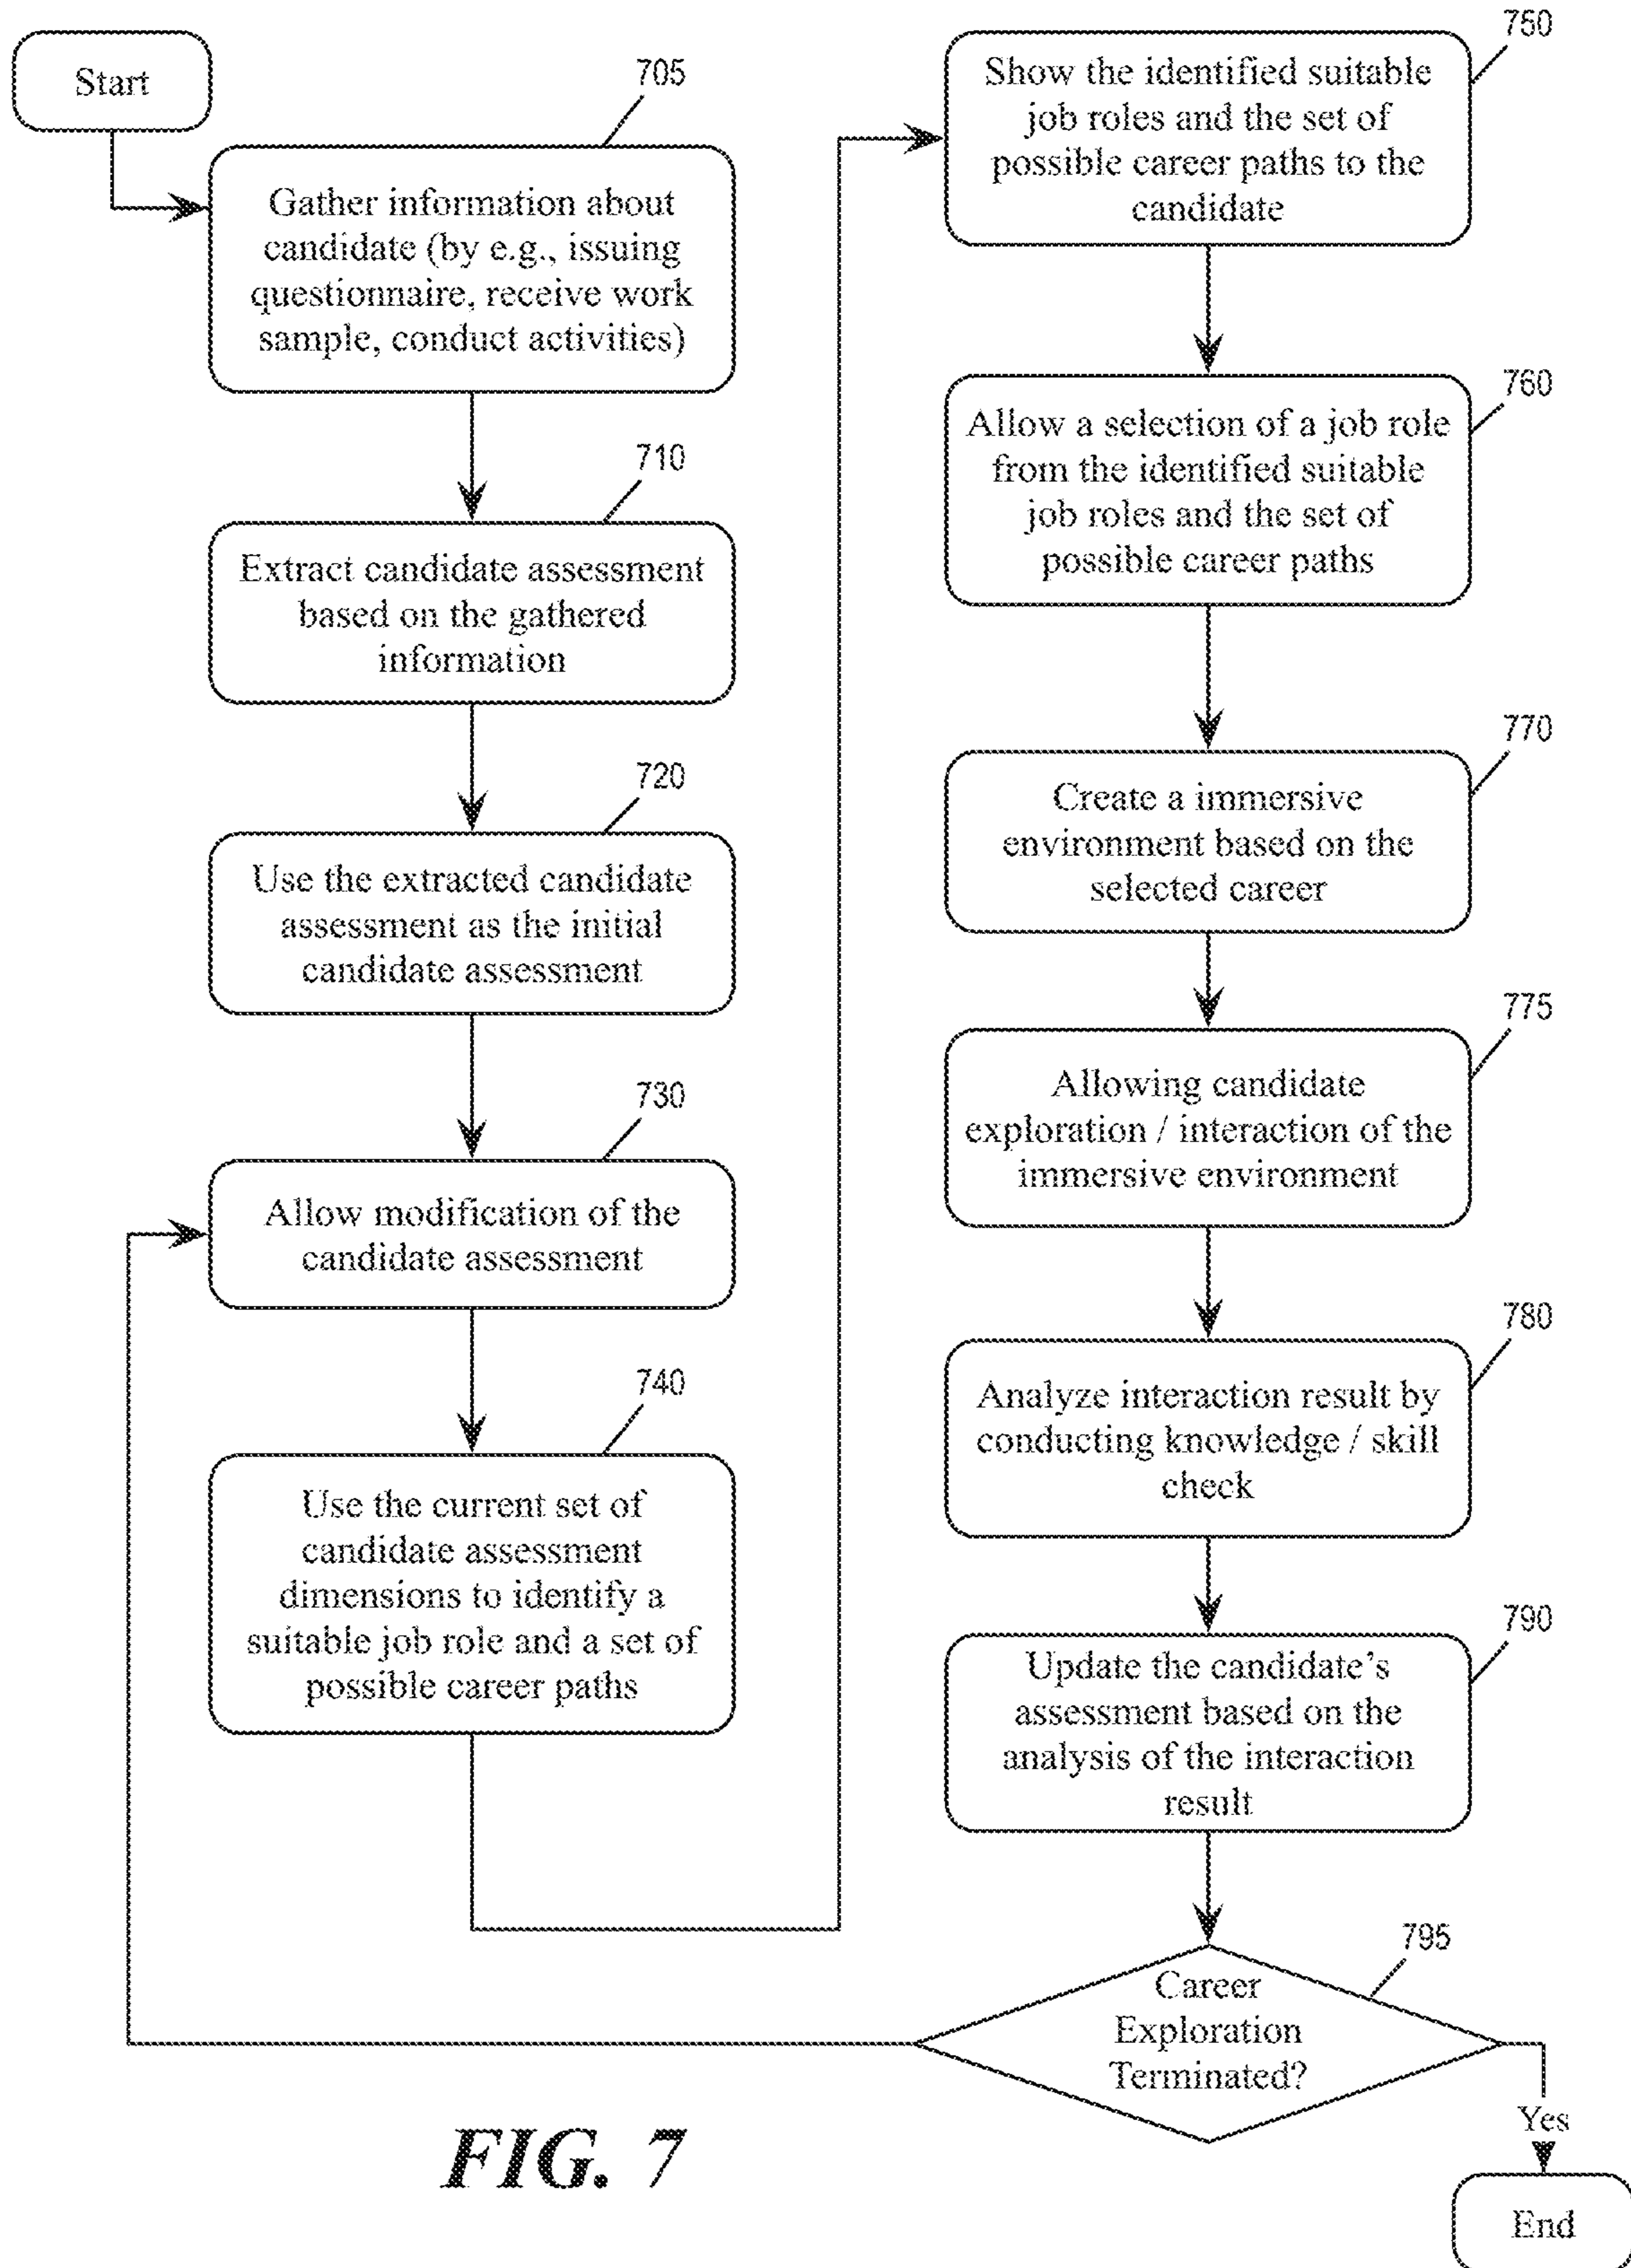 Start
705
Gather information about
candidate (by e.g., issuing
questionnaire, receive work
sample, conduct activities)
710
Extract candidate assessment
based on the gathered
information
720
Use the extracted candidate
assessment as the initial
candidate assessment
730
Allow modification of the
candidate assessment
740
Use the current set of
candidate assessment
dimensions to identify a
suitable job role and a set of
possible career paths
750
Show the identified suitable
job roles and the set of
possible career paths to the
candidate
760
Allow a selection of a job role
from the identified suitable
job roles and the set of
possible career paths
770
Create a immersive
environment based on the
selected career
775
Allowing candidate
exploration / interaction of the
immersive environment
780
Analyze interaction result by
conducting knowledge / skill
check
790
Update the candidate's
assessment based on the
analysis of the interaction
result
795
Career
Exploration
Terminated?
Yes
End
FIG. 7